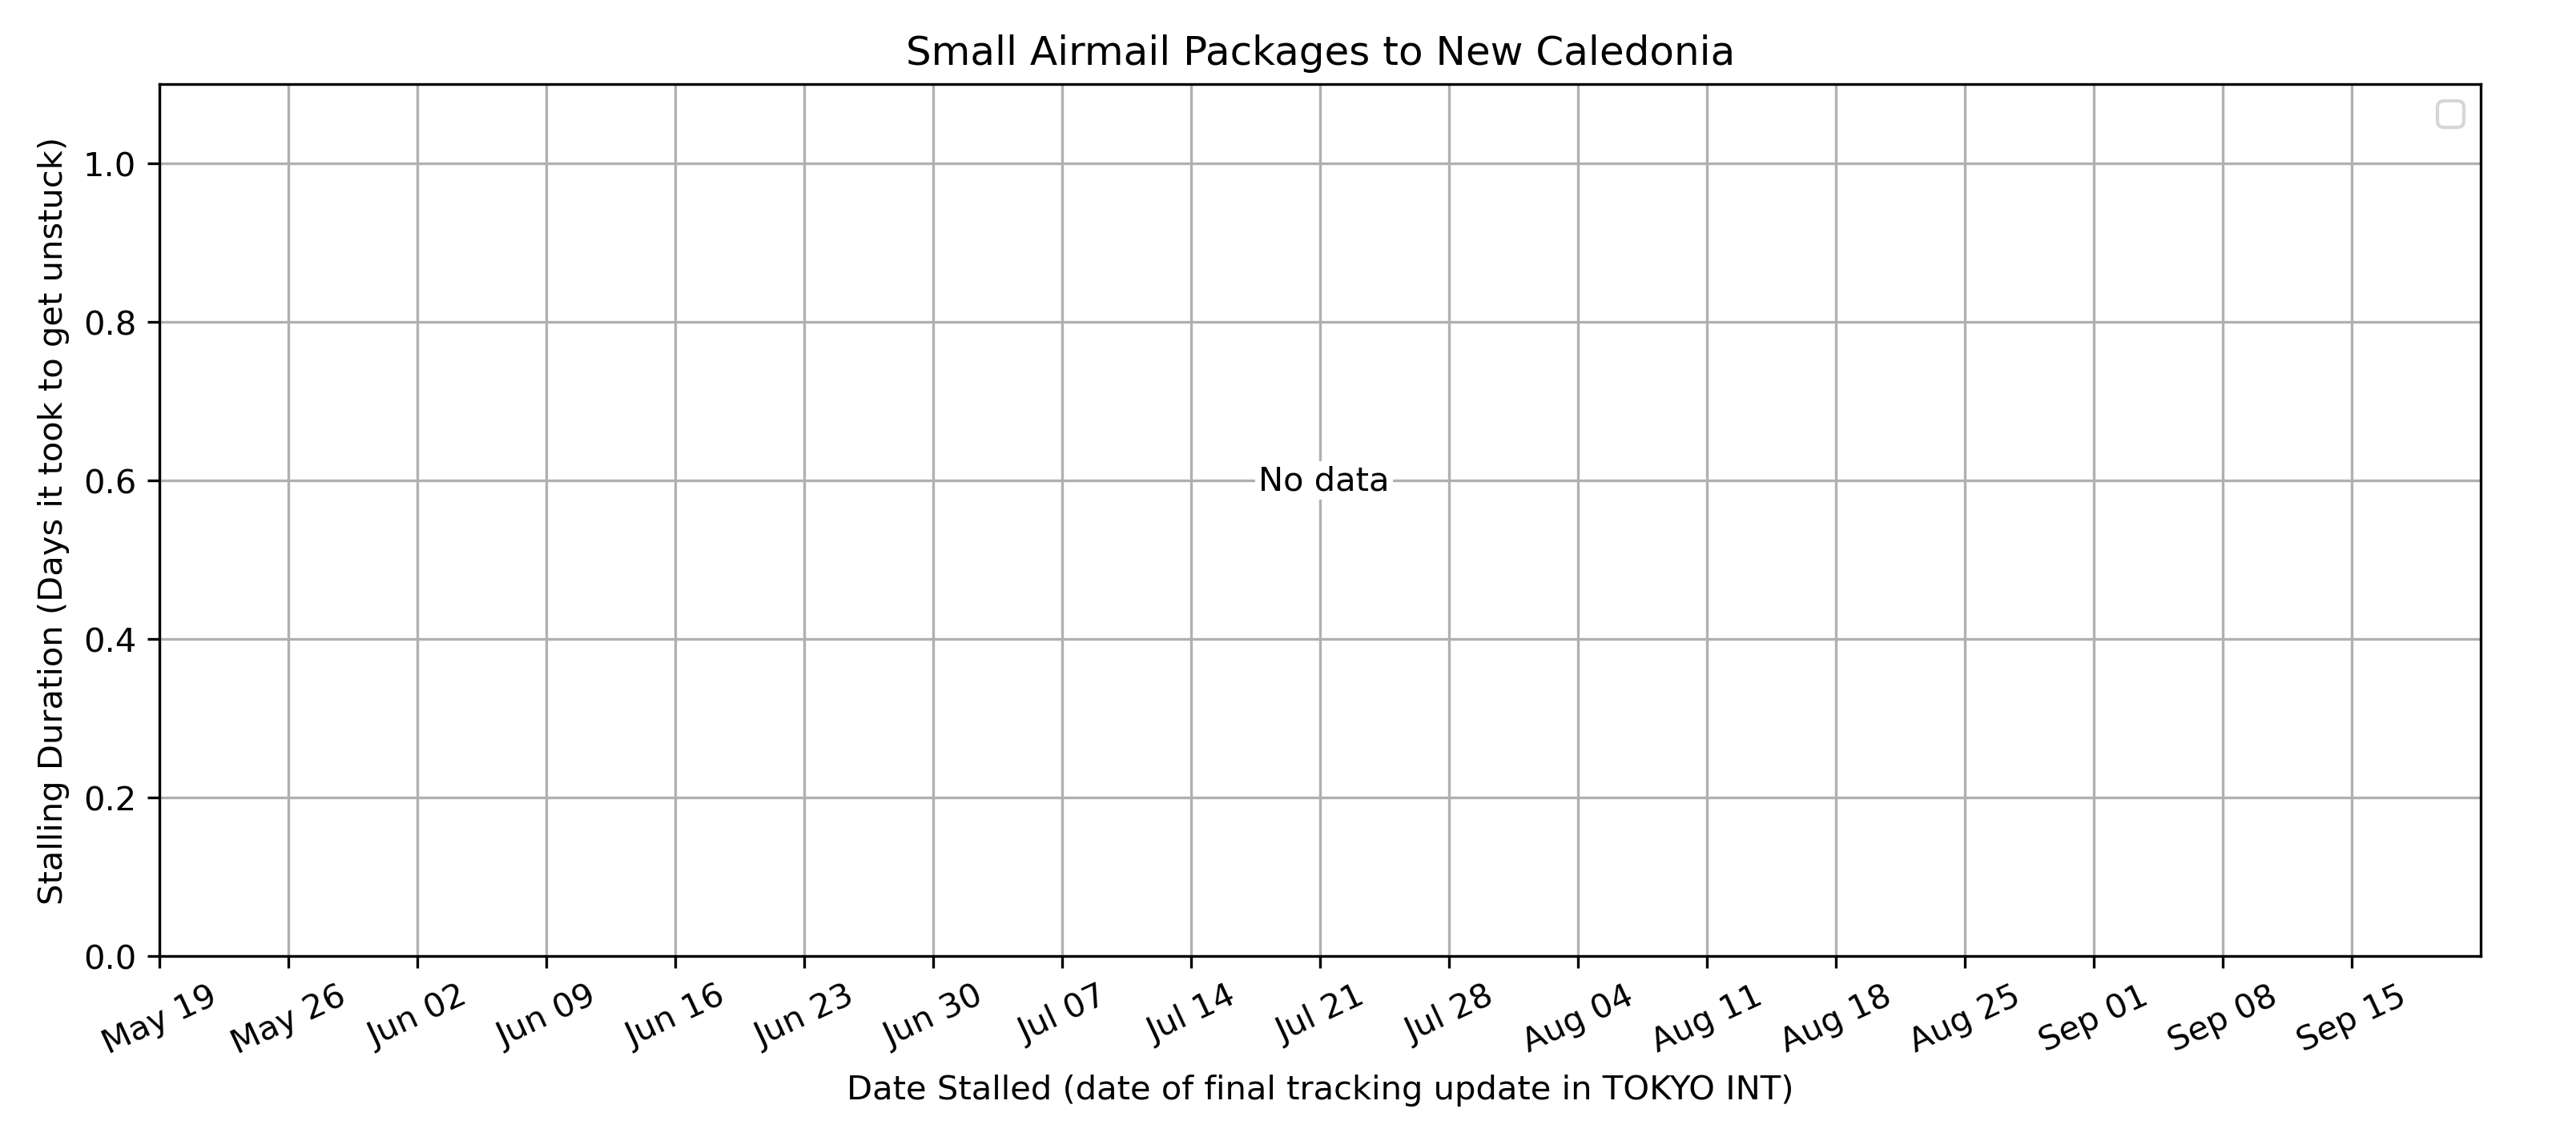 Small Airmail Packages to New Caledonia
Stalling Duration (Days it took to get unstuck)
1.0
0.8
0.6
0.4
0.2
0.0
No data
May 19 May 26 Jun 02 Jun 09 Jun 16 Jun 23 Jun 30 Jul 07 Jul 14 Jul 21 Jul 28 Aug 04 Aug 11 Aug 18 Aug 25 Sep 01 Sep 08 Sep 15
Date Stalled (date of final tracking update in TOKYO INT)